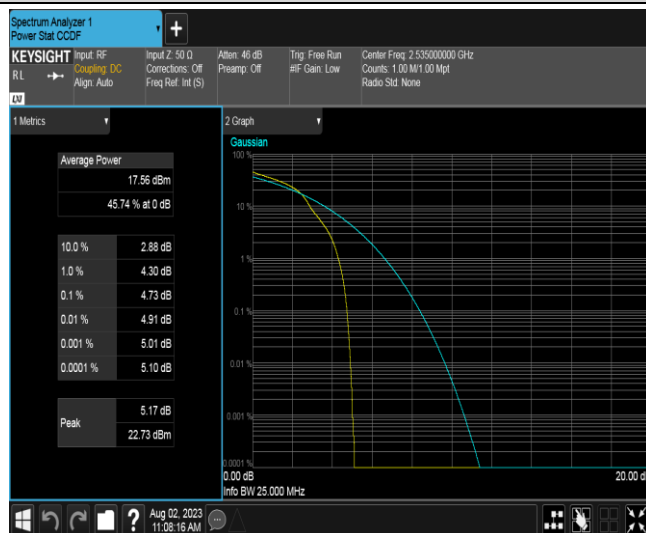 Spectrum Analyzer 1
Power Stat CCDF
KEYSIGHT
RL
LXI
Input: RF
Coupling: DC
Align: Auto
Input Z: 50 Ω
Corrections: Off
Freq Ref: Int (S)
Atten: 46 dB
Preamp: Off
Trig: Free Run
#IF Gain: Low
Center Freq: 2.535000000 GHz
Counts: 1.00 M/1.00 Mpt
Radio Std: None
1 Metrics
Average Power
17.56 dBm
45.74 % at 0 dB
10.0 % 2.88 dB
1.0 % 4.30 dB
0.1 % 4.73 dB
0.01 % 4.91 dB
0.001 % 5.01 dB
0.0001 % 5.10 dB
Peak 5.17 dB
22.73 dBm
2 Graph
Gaussian
100 %
10 %
1 %
0.1 %
0.01 %
0.001 %
0.0001 %
0.00 dB 20.00 d
Info BW 25.000 MHz
? Aug 02, 2023
11:08:16 AM